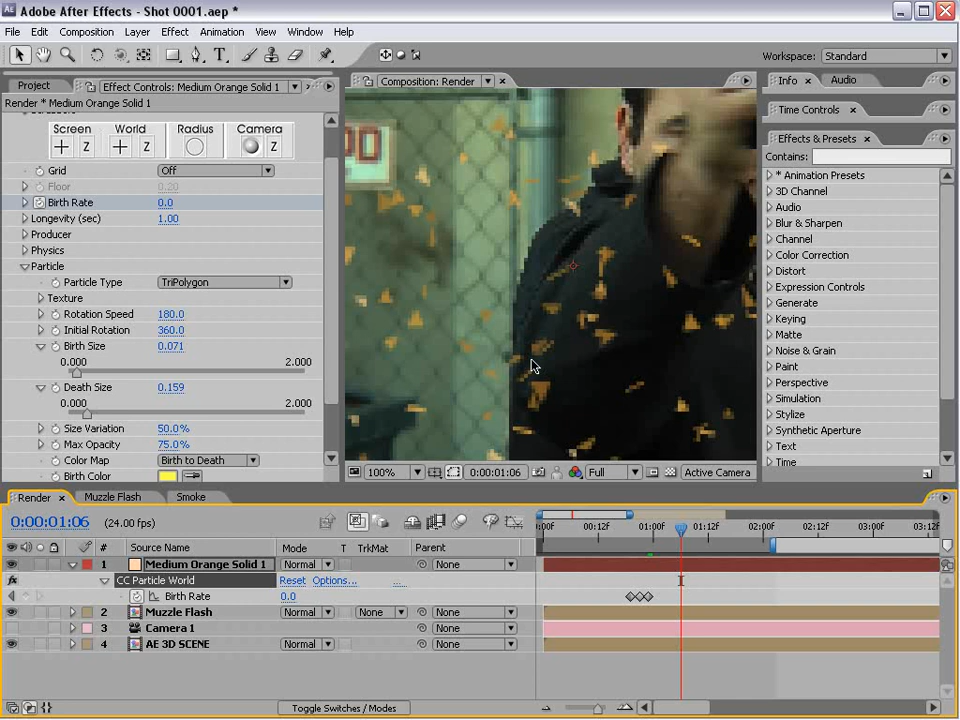 Adobe After Effects - Shot 0001.aep *
File Edit Composition Layer Effect Animation View Window Help
Workspace: Standard
Project Effect Controls: Medium Orange Solid 1
Render * Medium Orange Solid 1
Screen World Radius Camera
Z Z Z
Grid Off
Floor 0.20
Birth Rate 0.0
Longevity (sec) 1.00
Producer
Physics
Particle
Particle Type TriPolygon
Texture
Rotation Speed 180.0
Initial Rotation 360.0
Birth Size 0.071
0.000 2.000
Death Size 0.159
0.000 2.000
Size Variation 50.0%
Max Opacity 75.0%
Color Map Birth to Death
Birth Color
Composition: Render
100% 0:00:01:06 Full Active Camera
Info Audio
Time Controls
Effects & Presets
Contains:
* Animation Presets
3D Channel
Audio
Blur & Sharpen
Channel
Color Correction
Distort
Expression Controls
Generate
Keying
Matte
Noise & Grain
Paint
Perspective
Simulation
Stylize
Synthetic Aperture
Text
Time
Render Muzzle Flash Smoke
0:00:01:06 (24.00 fps)
:00f 00:12f 01:00f 01:12f 02:00f 02:12f 03:00f 03:12f
# Source Name Mode T TrkMat Parent
1 Medium Orange Solid 1 Normal None
CC Particle World Reset Options... ...
Birth Rate 0.0
2 Muzzle Flash Normal None None
3 Camera 1 None
4 AE 3D SCENE Normal None None
Toggle Switches / Modes